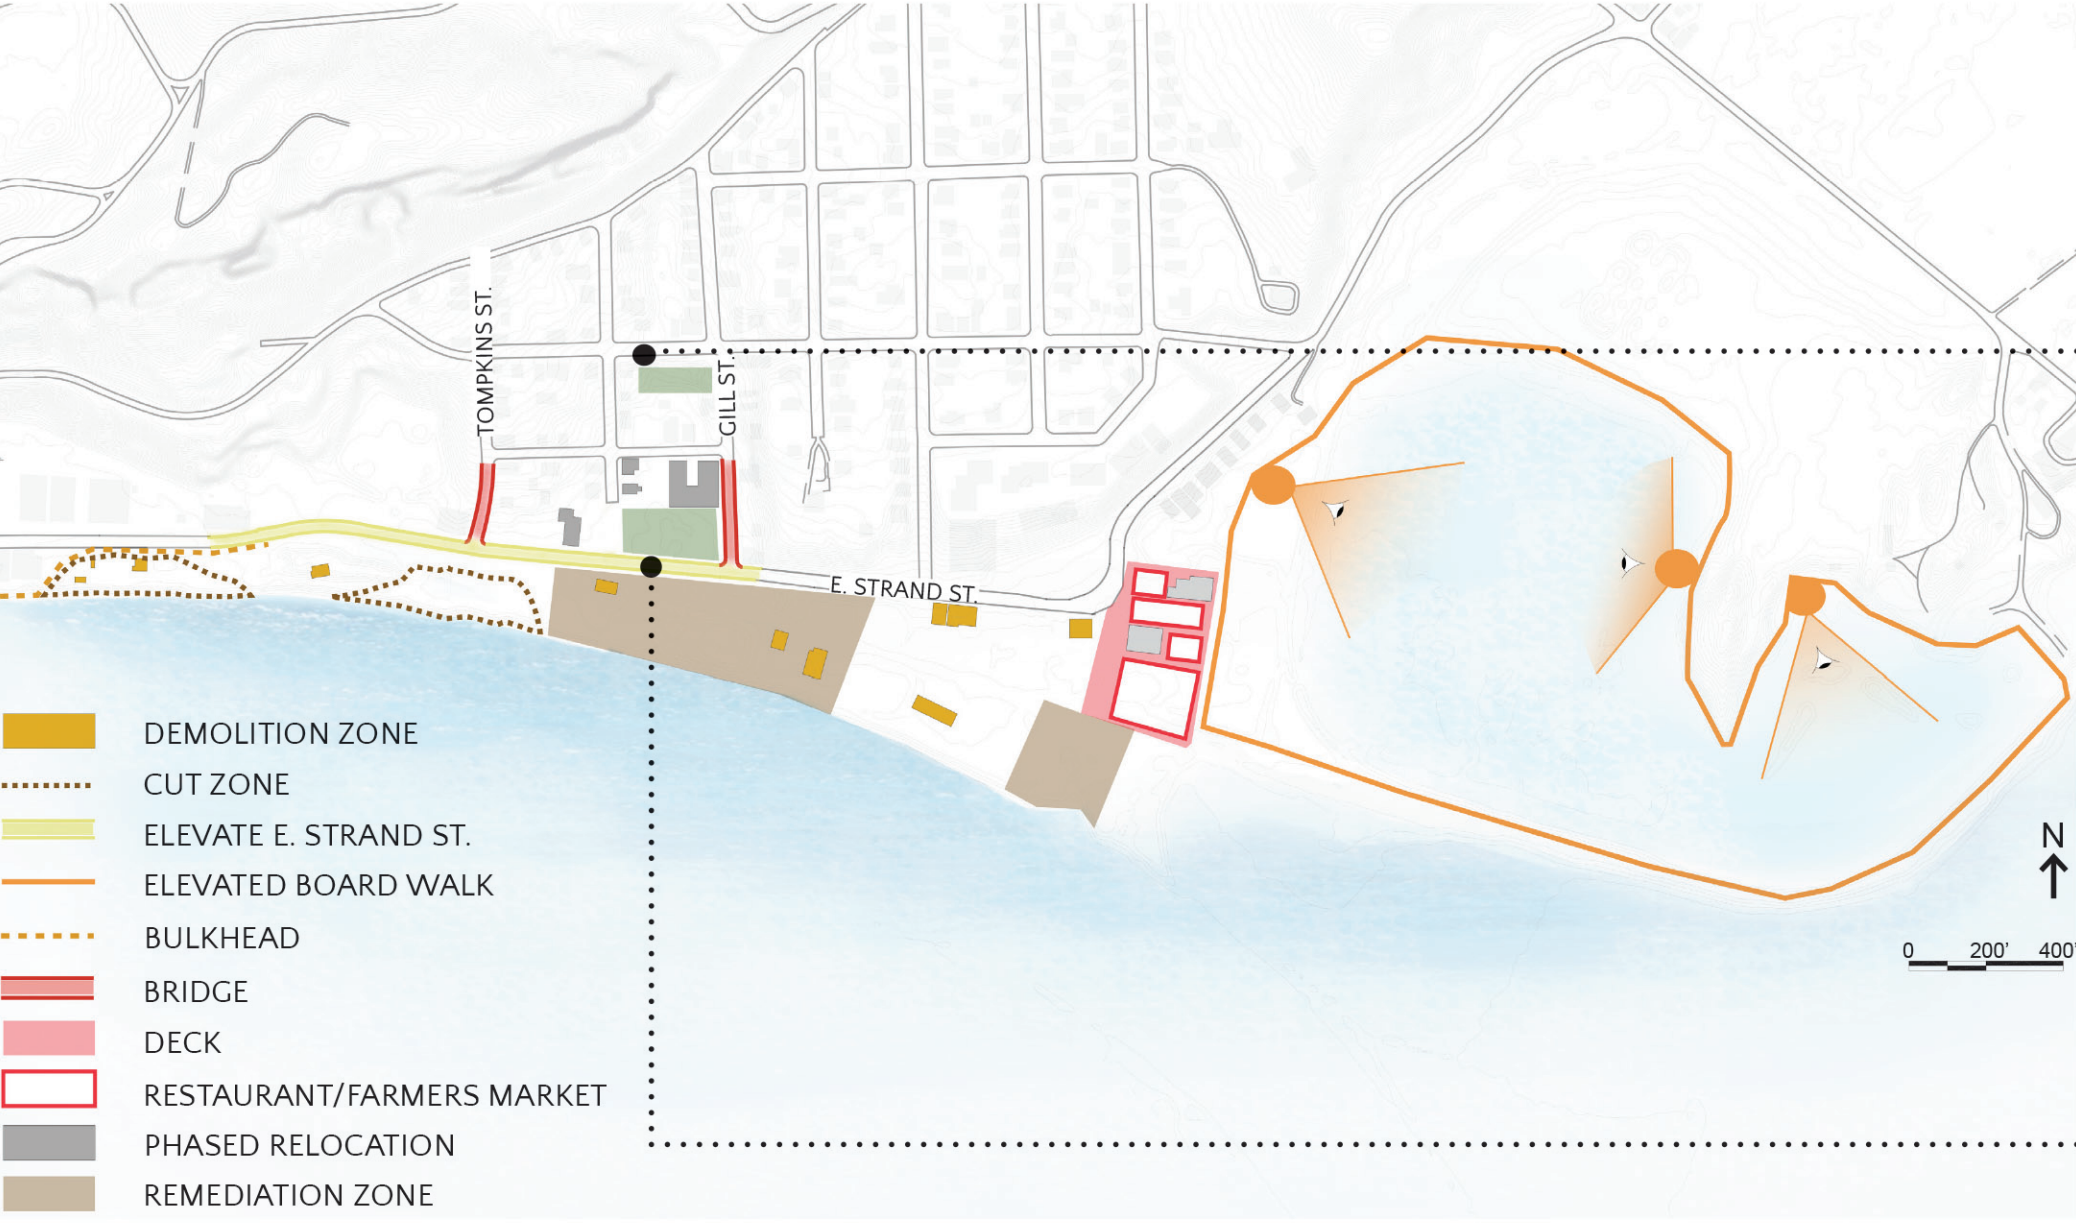 TOMPKINS ST.
GILL ST.
E. STRAND ST.
DEMOLITION ZONE
CUT ZONE
ELEVATE E. STRAND ST.
ELEVATED BOARD WALK
BULKHEAD
BRIDGE
DECK
RESTAURANT/FARMERS MARKET
PHASED RELOCATION
REMEDIATION ZONE
N
0 200' 400'